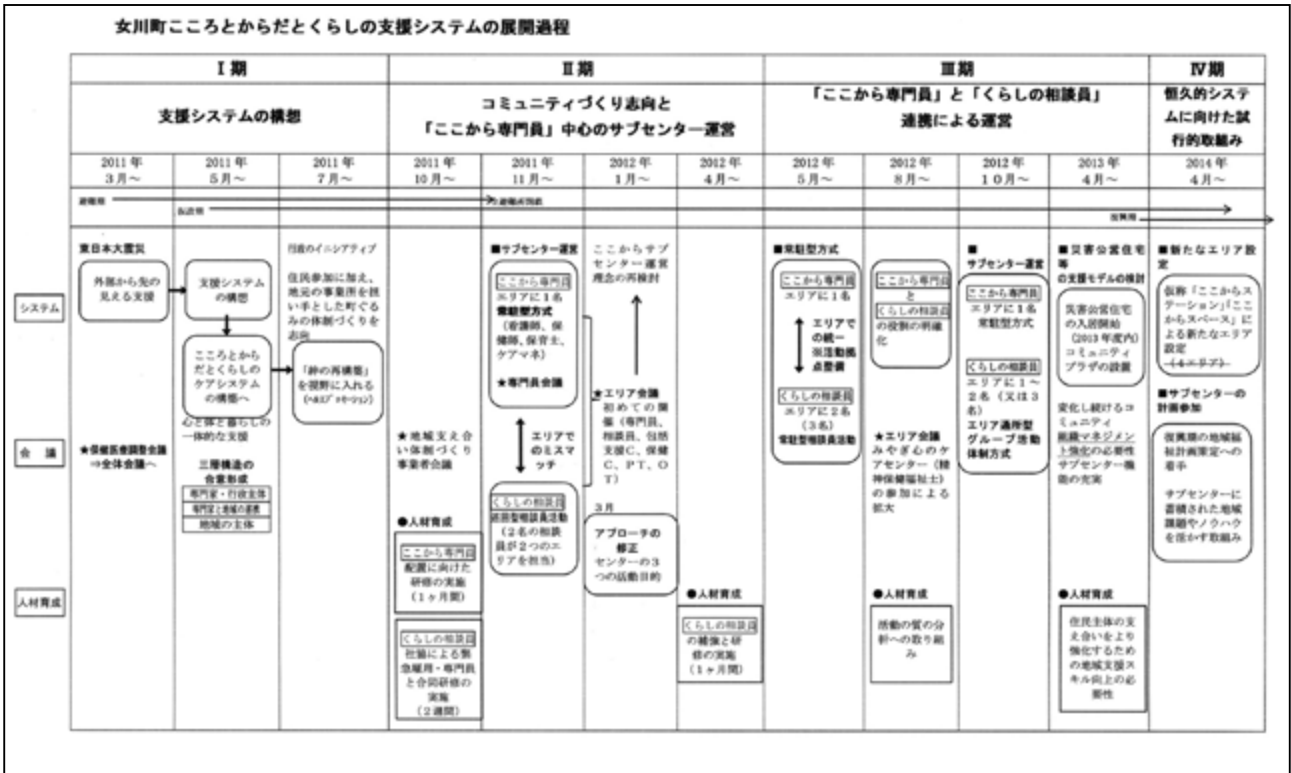 女川町こころとからだとくらしの支援システムの展開過程
Ⅰ期
Ⅱ期
Ⅲ期
Ⅳ期
支援システムの構想
コミュニティづくり志向と
「ここから専門員」中心のサブセンター運営
「ここから専門員」と「くらしの相談員」
連携による運営
恒久的システ
ムに向けた試
行的取組み
2011年
3月～
2011年
5月～
2011年
7月～
2011年
10月～
2011年
11月～
2012年
1月～
2012年
4月～
2012年
5月～
2012年
8月～
2012年
10月～
2013年
4月～
2014年
4月～
復興期
システム
会 議
人材育成
東日本大震災
外部から先の
見える支援
★保健医療調整会議
⇒全体会議へ
支援システム
の構想
こころとから
だとくらしの
ケアシステム
の構築へ
心と体と暮らしの
一体的な支援
三層構造の
合意形成
専門家・行政主体
専門家と地域の連携
地域の主体
行政のイニシアティブ
住民参加に加え、
地元の事業所を担
い手とした町ぐる
みの体制づくりを
志向
「絆の再構築」
を視野に入れる
★地域支え合
い体制づくり
事業者会議
●人材育成
ここから専門員
配置に向けた
研修の実施
(1ヶ月間)
くらしの相談員
社協による緊
急雇用・専門員
と合同研修の
実施
(2週間)
■サブセンター運営
ここから専門員
エリアに1名
常駐型方式
(看護師、保
健師、保育士、
ケアマネ)
★専門員会議
エリアで
のミスマ
ッチ
くらしの相談員
巡回型相談員活動
(2名の相談
員が2つのエ
リアを担当)
ここからサブ
センター運営
理念の再検討
★エリア会議
初めての開
催(専門員、
相談員、包括
支援C、保健
C、PT、O
T)
3月
アプローチの
修正
センターの3
つの活動目的
●人材育成
くらしの相談員
の補強と研
修の実施
(1ヶ月間)
■常駐型方式
ここから専門員
エリアに1名
エリアで
の統一
※活動拠
点整備
くらしの相談員
エリアに2名
(3名)
常駐型相談員活動
ここから専門員
と
くらしの相談員
の役割の明確
化
★エリア会議
みやぎ心のケ
アセンター(精
神保健福祉士)
の参加による
拡大
●人材育成
活動の質の分
析への取り組
み
■
サブセンター運営
ここから専門員
エリアに1名
常駐型方式
くらしの相談員
エリアに1～
2名(又は3
名)
エリア通所型
グループ活動
体制方式
■災害公営住宅
等
の支援モデルの検討
災害公営住宅
の入居開始
(2013年度内)
コミュニティ
プラザの設置
変化し続けるコ
ミュニティ
組織マネジメン
ト強化の必要性
サブセンター機
能の充実
●人材育成
住民主体の支
え合いをより
強化するため
の地域支援ス
キル向上の必
要性
■新たなエリア設
定
仮称「ここからス
テーション」「ここ
からスペース」に
よる新たなエリア
設定
(4エリア)
■サブセンターの
計画参加
復興期の地域福
祉計画策定への
着手
サブセンターに
蓄積された地域
課題やノウハウ
を活かす取組み